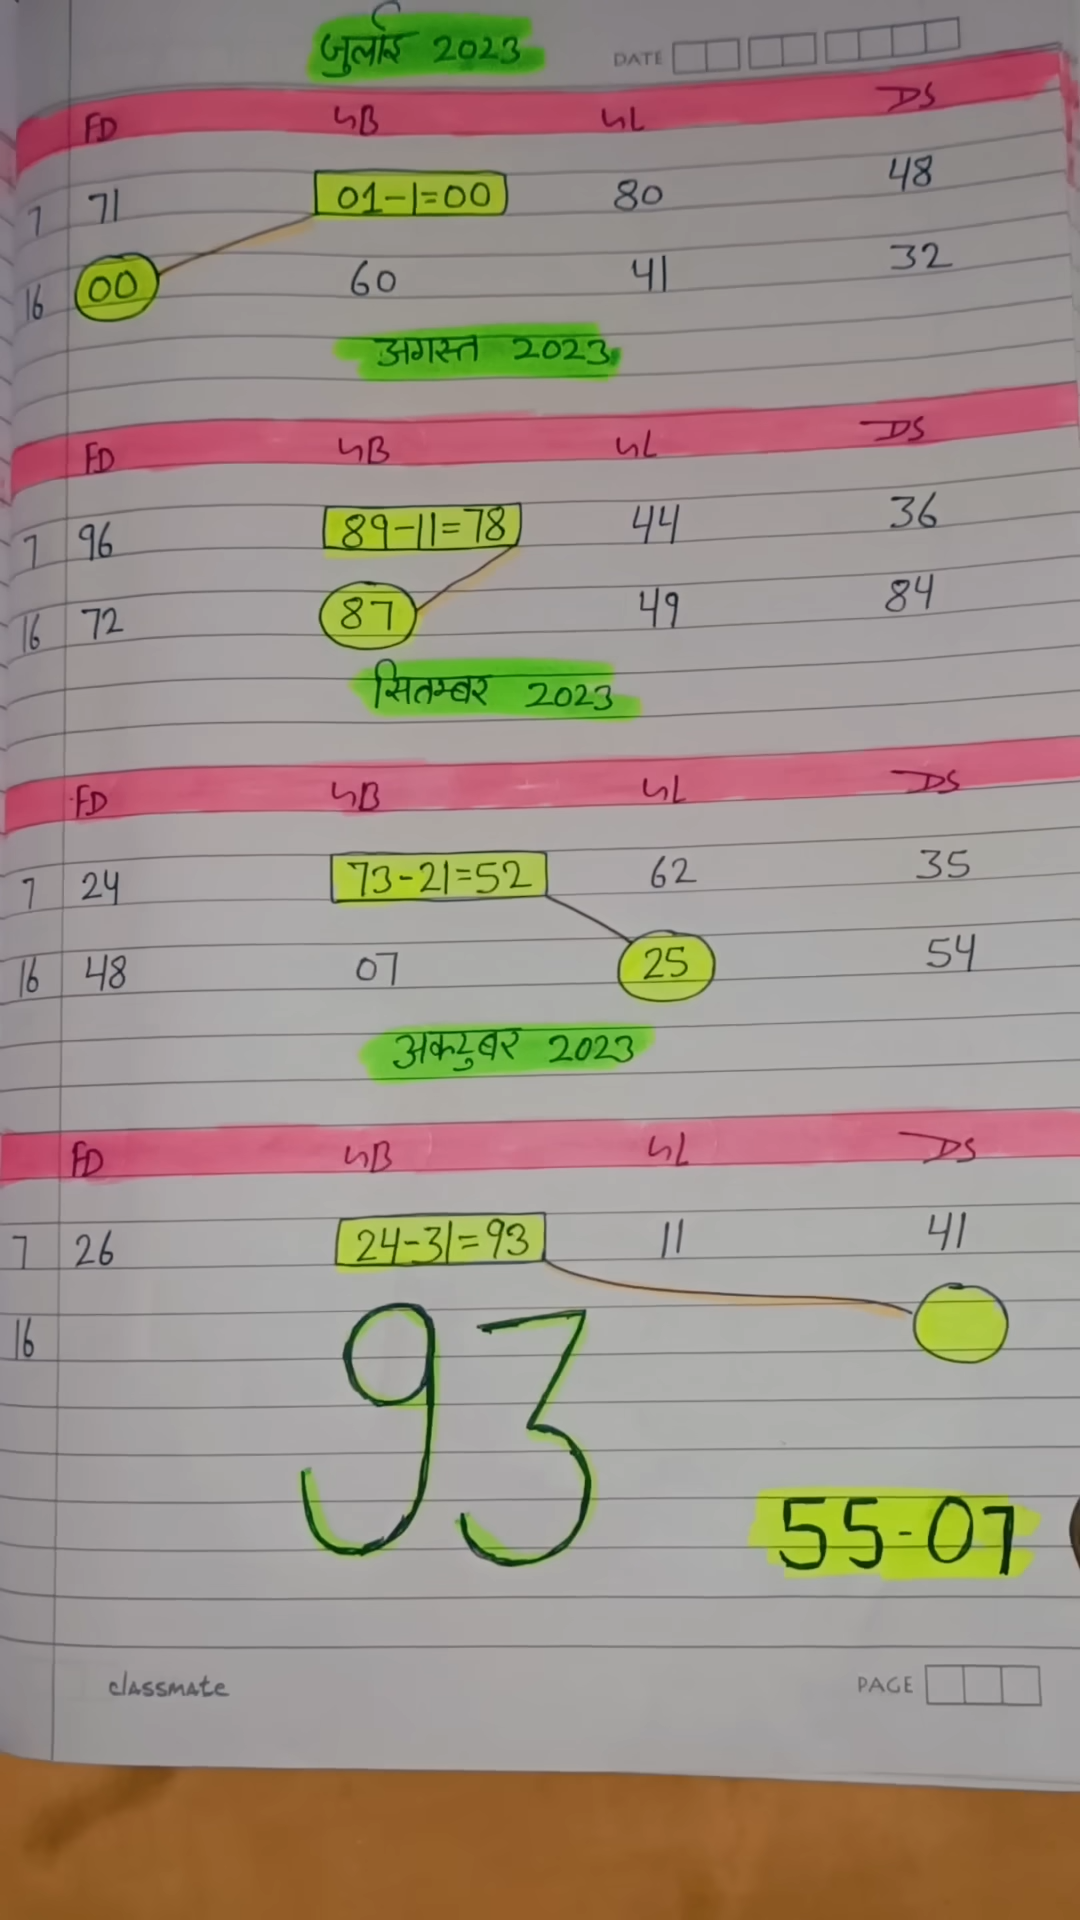 जुलाई 2023
DATE
FD GB GL DS
7 71 01-1=00 80 48
16 00 60 41 32
अगस्त 2023
FD GB GL DS
7 96 89-11=78 44 36
16 72 87 49 84
सितम्बर 2023
FD GB GL DS
7 24 73-21=52 62 35
16 48 07 25 54
अक्टुबर 2023
FD GB GL DS
7 26 24-31=93 11 41
16
93
55-07
classmate
PAGE